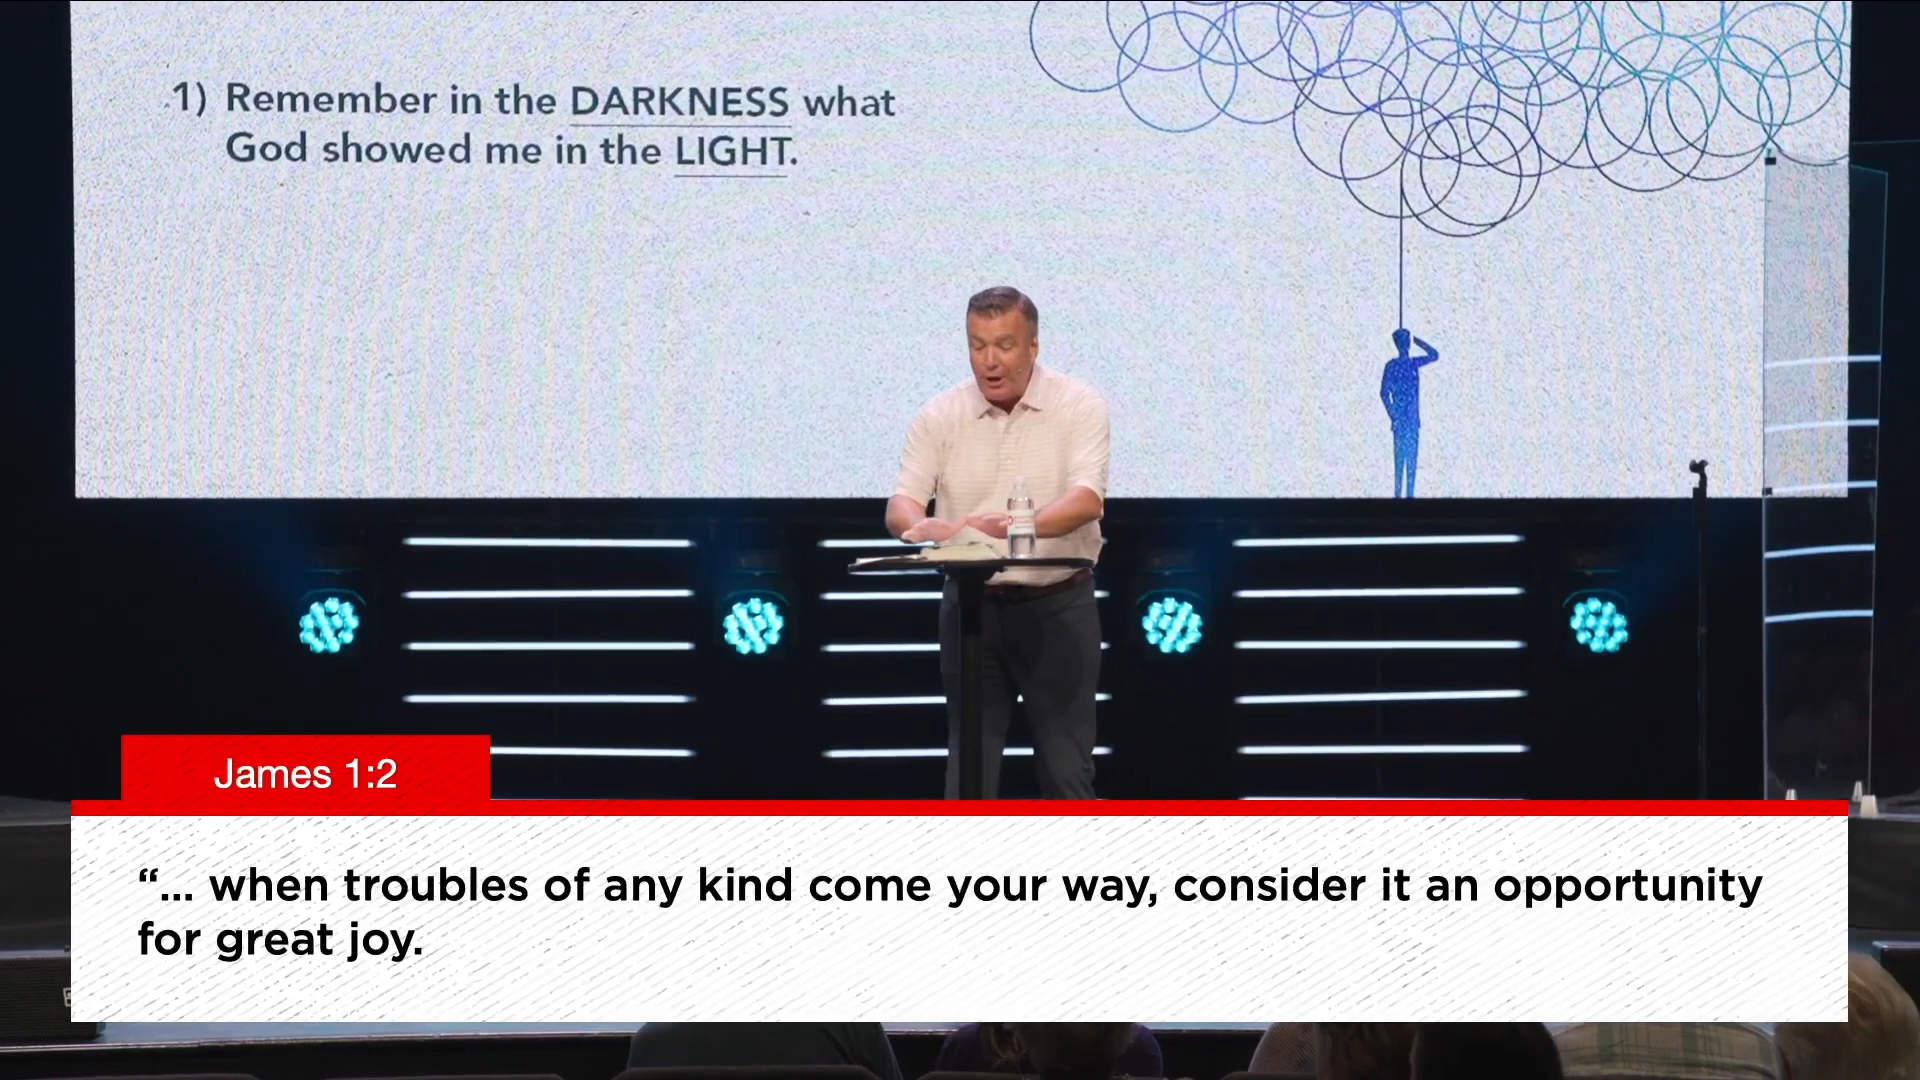 1) Remember in the DARKNESS what
God showed me in the LIGHT.
James 1:2
“... when troubles of any kind come your way, consider it an opportunity
for great joy.